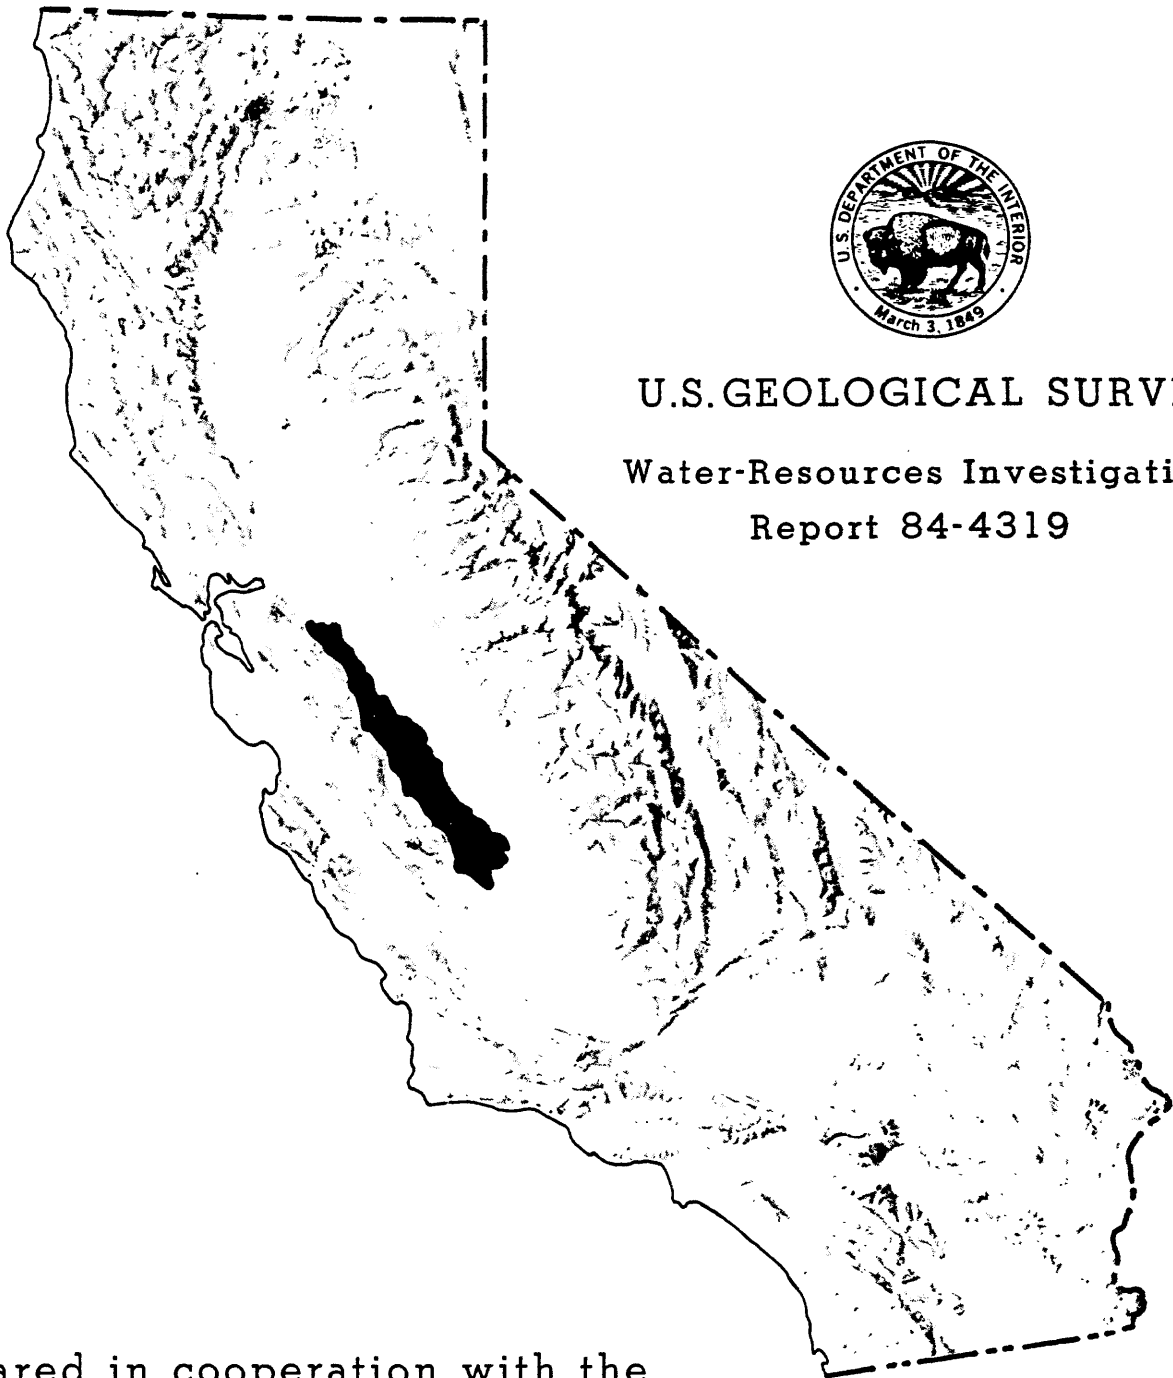 U.S. DEPARTMENT OF THE INTERIOR
March 3, 1849
U.S. GEOLOGICAL SURV
Water-Resources Investigati
Report 84-4319
ared in cooperation with the